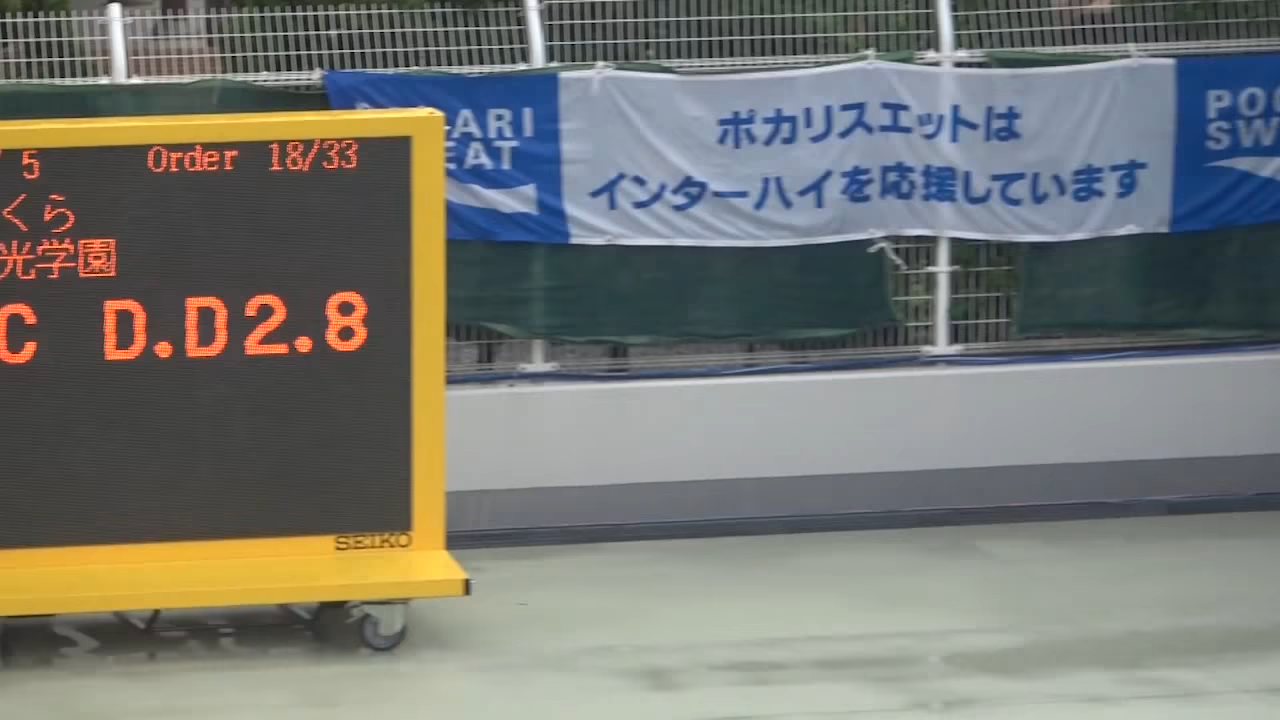 5 Order 18/33
くら
光学園
C D.D2.8
SEIKO
ARI
EAT
ポカリスエットは
インターハイを応援しています
PO
SW